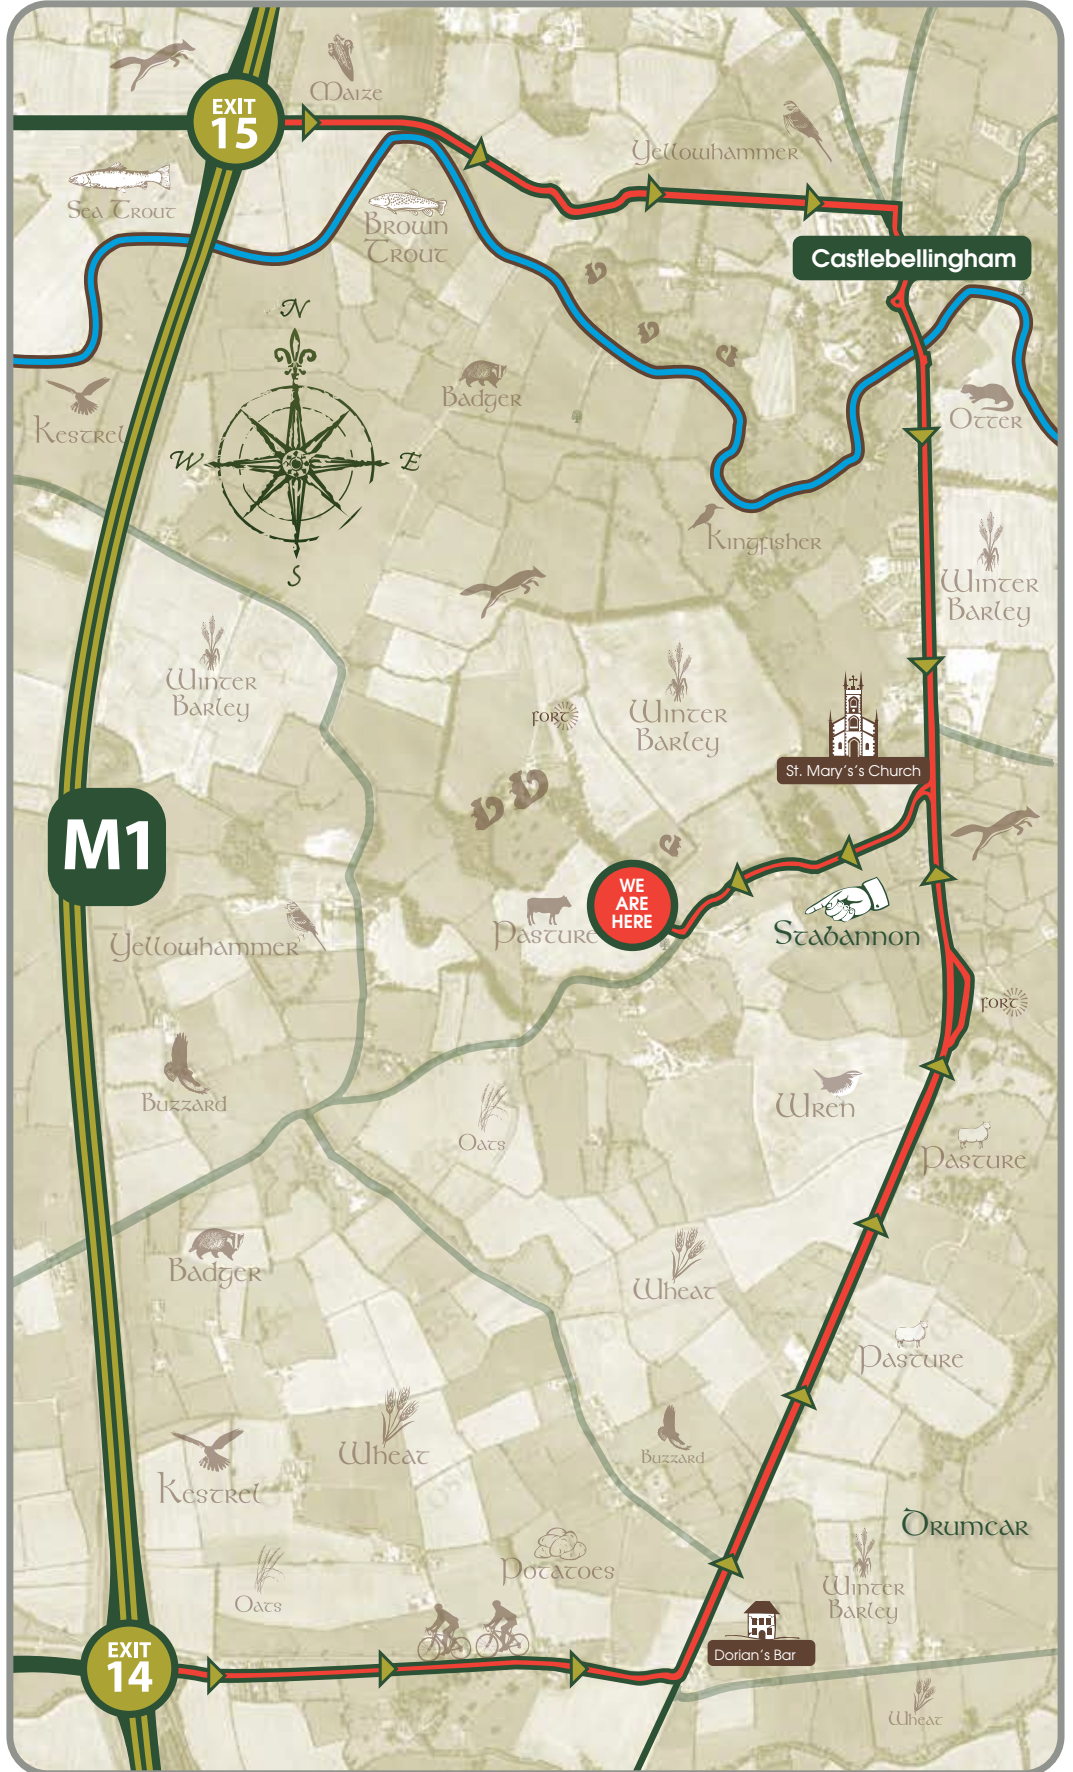 Maize
EXIT
15
Yellowhammer
Sea Trout
Brown
Trout
Castlebellingham
N
Badger
Kestrel
Otter
W
E
Kingfisher
S
Winter
Barley
Winter
Barley
fort
Winter
Barley
St. Mary's's Church
M1
WE
ARE
HERE
Pasture
Stabannon
Yellowhammer
fort
Buzzard
Wren
Oats
Pasture
Badger
Wheat
Pasture
Wheat
Buzzard
Kestrel
Drumcar
Potatoes
Winter
Barley
Oats
EXIT
14
Dorian's Bar
Wheat